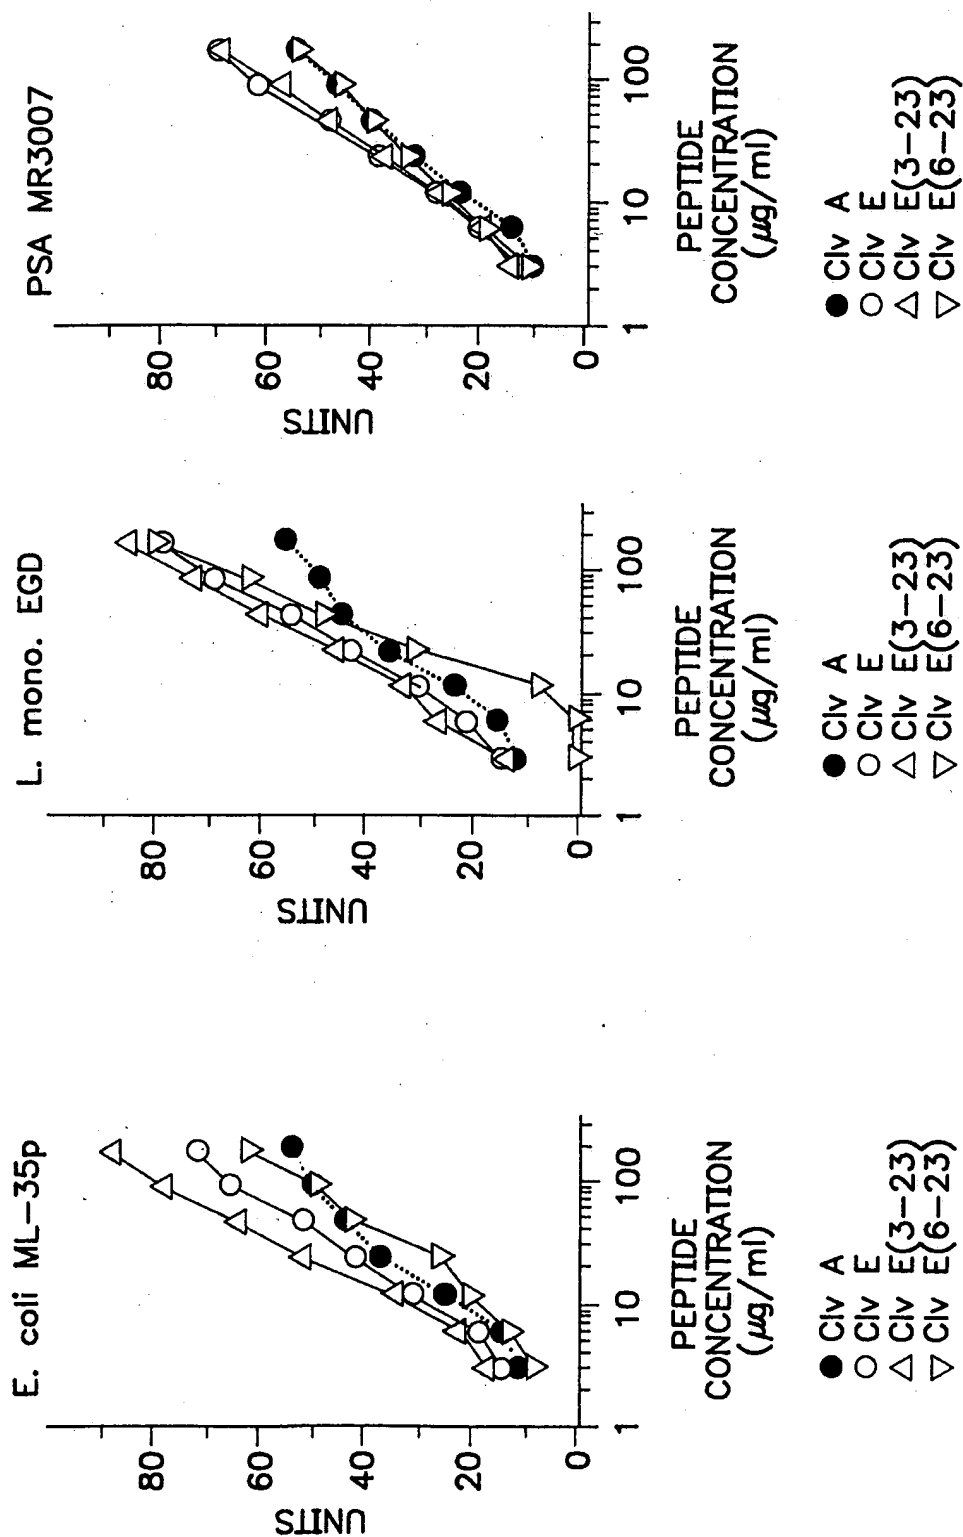 E. coli ML-35p
UNITS
80
60
40
20
0
1
10
100
PEPTIDE
CONCENTRATION
(µg/ml)
● Clv A
○ Clv E
△ Clv E(3-23)
▽ Clv E(6-23)
L. mono. EGD
UNITS
80
60
40
20
0
1
10
100
PEPTIDE
CONCENTRATION
(µg/ml)
● Clv A
○ Clv E
△ Clv E(3-23)
▽ Clv E(6-23)
PSA MR3007
UNITS
80
60
40
20
0
1
10
100
PEPTIDE
CONCENTRATION
(µg/ml)
● Clv A
○ Clv E
△ Clv E(3-23)
▽ Clv E(6-23)